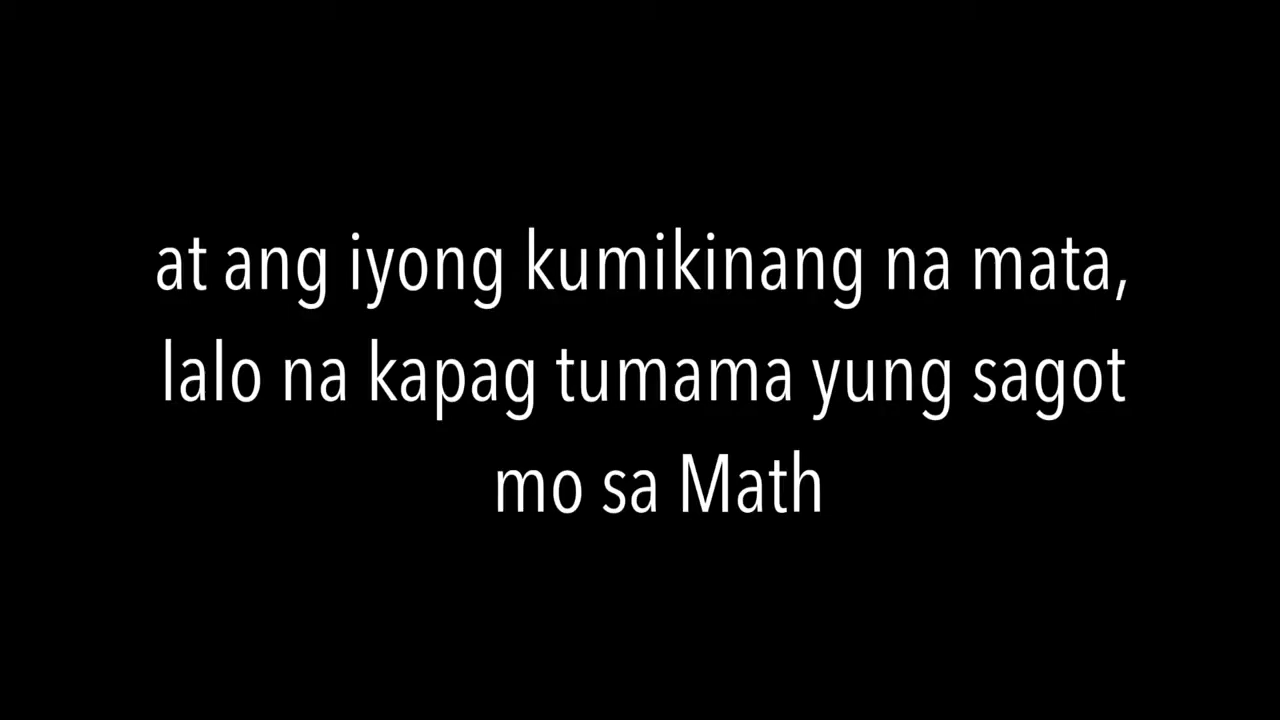 at ang iyong kumikinang na mata,
lalo na kapag tumama yung sagot
mo sa Math